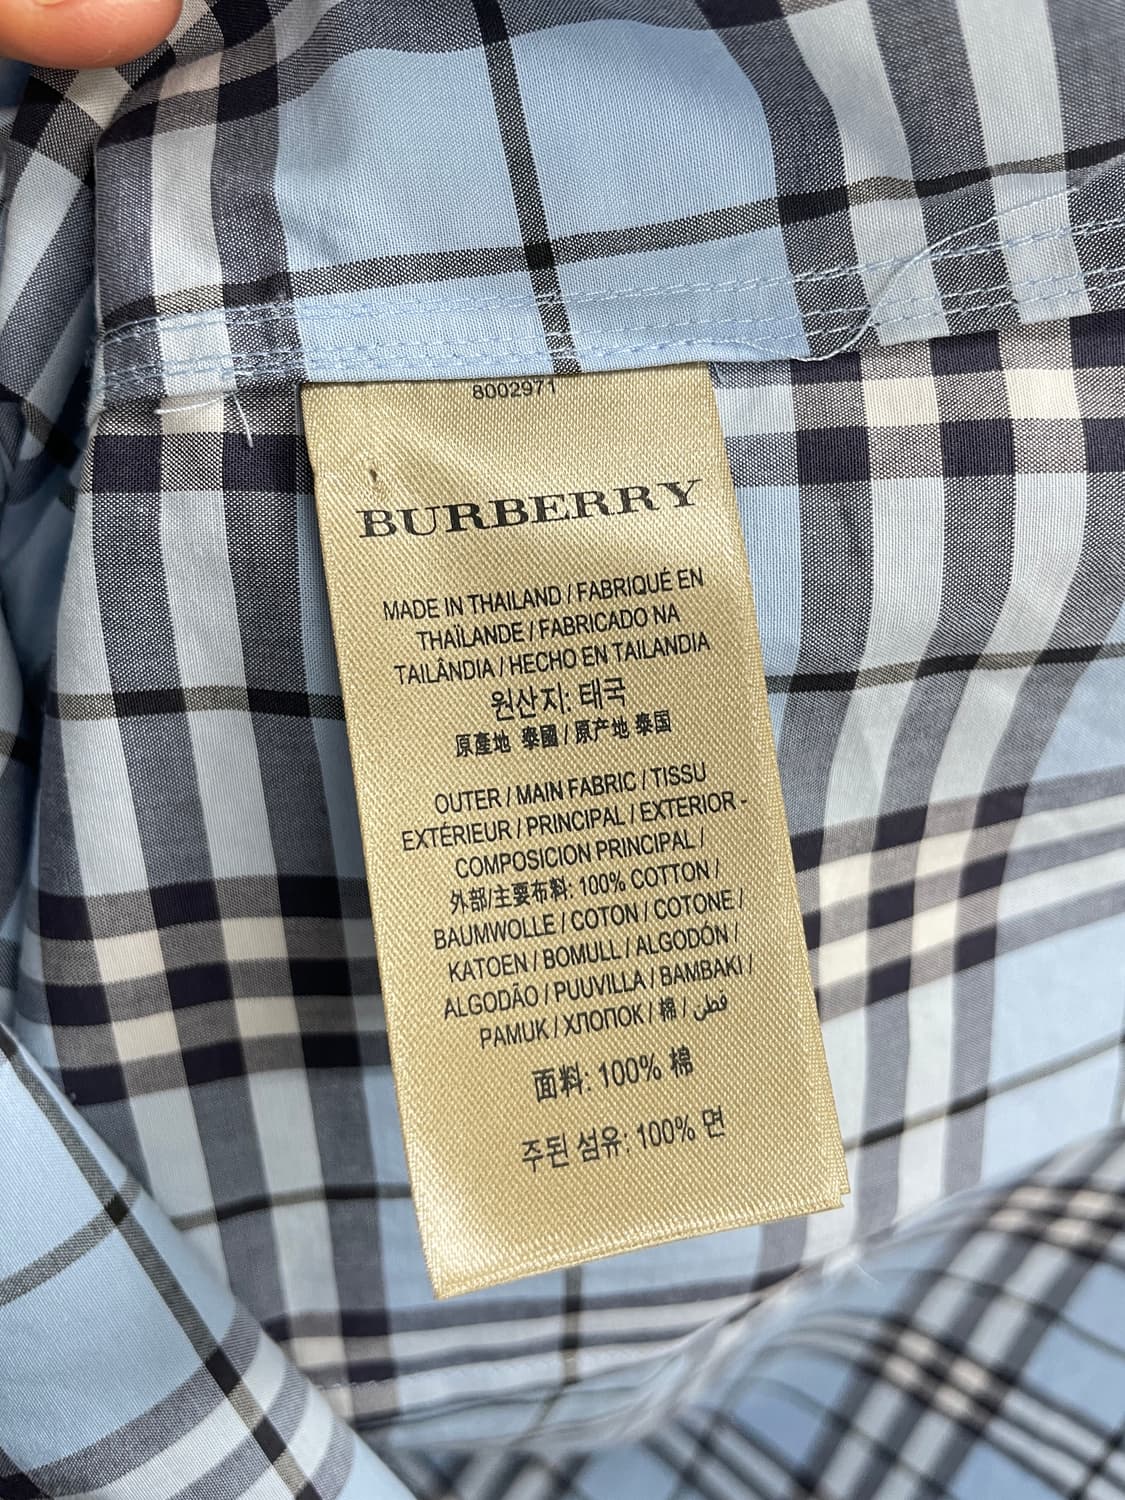 8002971
BURBERRY
MADE IN THAILAND / FABRIQUÉ EN
THAÏLANDE / FABRICADO NA
TAILÂNDIA / HECHO EN TAILANDIA
원산지: 태국
原產地 泰國 / 原产地 泰国
OUTER / MAIN FABRIC / TISSU
EXTÉRIEUR / PRINCIPAL / EXTERIOR -
COMPOSICION PRINCIPAL /
外部/主要布料: 100% COTTON /
BAUMWOLLE / COTON / COTONE /
KATOEN / BOMULL / ALGODÓN /
ALGODÃO / PUUVILLA / BAMBAKI /
PAMUK / ХЛОПОК / 棉 / قطن
面料: 100% 棉
주된 섬유: 100% 면